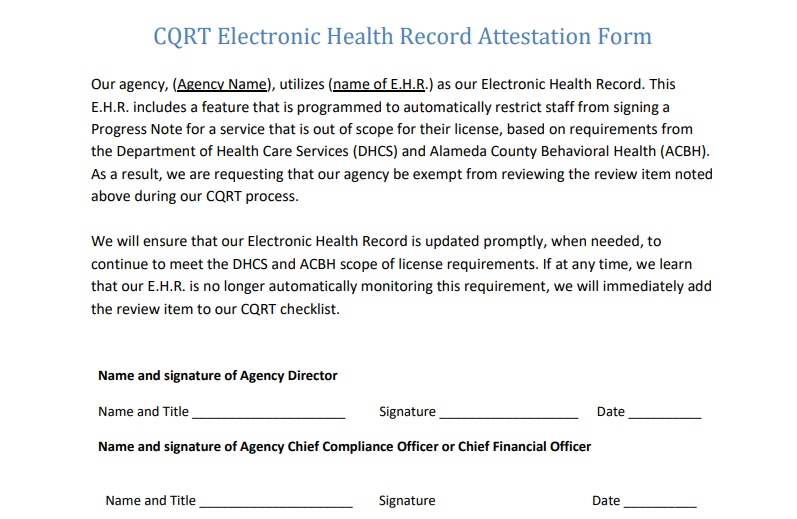 CQRT Electronic Health Record Attestation Form
Our agency, (Agency Name), utilizes (name of E.H.R.) as our Electronic Health Record. This
E.H.R. includes a feature that is programmed to automatically restrict staff from signing a
Progress Note for a service that is out of scope for their license, based on requirements from
the Department of Health Care Services (DHCS) and Alameda County Behavioral Health (ACBH).
As a result, we are requesting that our agency be exempt from reviewing the review item noted
above during our CQRT process.
We will ensure that our Electronic Health Record is updated promptly, when needed, to
continue to meet the DHCS and ACBH scope of license requirements. If at any time, we learn
that our E.H.R. is no longer automatically monitoring this requirement, we will immediately add
the review item to our CQRT checklist.
Name and signature of Agency Director
Name and Title ____________________ Signature __________________ Date _________
Name and signature of Agency Chief Compliance Officer or Chief Financial Officer
Name and Title ____________________ Signature Date _________